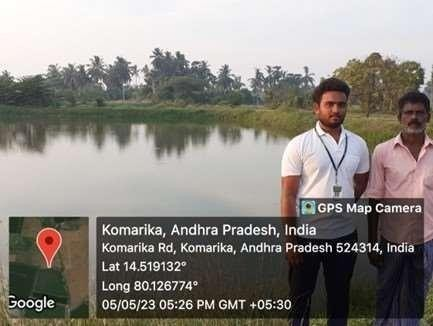 GPS Map Camera
Komarika, Andhra Pradesh, India
Komarika Rd, Komarika, Andhra Pradesh 524314, India
Lat 14.519132°
Long 80.126774°
05/05/23 05:26 PM GMT +05:30
Google